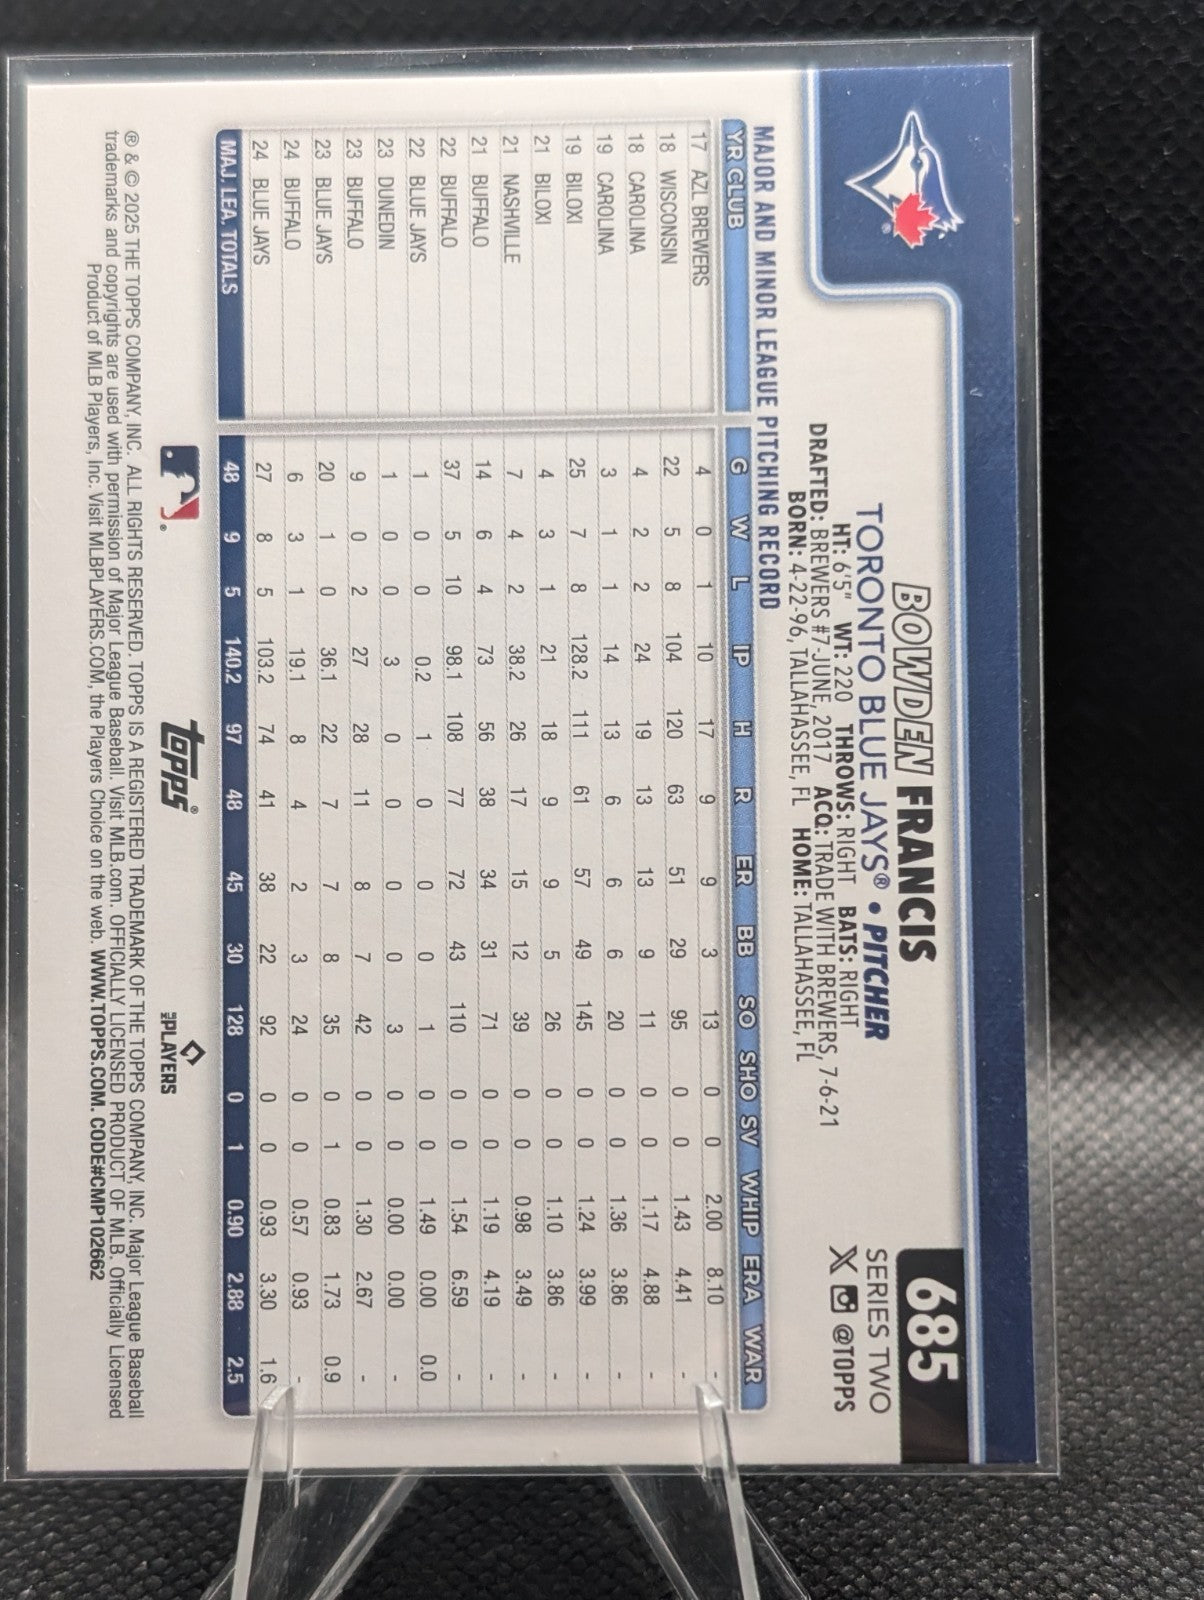 685
SERIES TWO
@TOPPS
BOWDEN FRANCIS
TORONTO BLUE JAYS® • PITCHER
HT: 6'5" WT: 220 THROWS: RIGHT BATS: RIGHT
DRAFTED: BREWERS #7-JUNE, 2017 ACQ: TRADE WITH BREWERS, 7-6-21
BORN: 4-22-96, TALLAHASSEE, FL HOME: TALLAHASSEE, FL
MAJOR AND MINOR LEAGUE PITCHING RECORD
YR CLUB G W L IP H R ER BB SO SHO SV WHIP ERA WAR
17 AZL BREWERS 4 0 1 10 17 9 9 3 13 0 0 2.00 8.10 -
18 WISCONSIN 22 5 8 104 120 63 51 29 95 0 0 1.43 4.41 -
18 CAROLINA 4 2 2 24 19 13 13 9 11 0 0 1.17 4.88 -
19 CAROLINA 3 1 1 14 13 6 6 6 20 0 0 1.36 3.86 -
19 BILOXI 25 7 8 128.2 111 61 57 49 145 0 0 1.24 3.99 -
21 BILOXI 4 3 1 21 18 9 9 5 26 0 0 1.10 3.86 -
21 NASHVILLE 7 4 2 38.2 26 17 15 12 39 0 0 0.98 3.49 -
21 BUFFALO 14 6 4 73 56 38 34 31 71 0 0 1.19 4.19 -
22 BUFFALO 37 5 10 98.1 108 77 72 43 110 0 0 1.54 6.59 -
22 BLUE JAYS 1 0 0 0.2 1 0 0 0 1 0 0 1.49 0.00 0.0
23 DUNEDIN 1 0 0 3 0 0 0 0 3 0 0 0.00 0.00 -
23 BUFFALO 9 0 2 27 28 11 8 7 42 0 0 1.30 2.67 -
23 BLUE JAYS 20 1 0 36.1 22 7 7 8 35 0 1 0.83 1.73 0.9
24 BUFFALO 6 3 1 19.1 8 4 2 3 24 0 0 0.57 0.93 -
24 BLUE JAYS 27 8 5 103.2 74 41 38 22 92 0 0 0.93 3.30 1.6
MAJ. LEA. TOTALS 48 9 5 140.2 97 48 45 30 128 0 1 0.90 2.88 2.5
topps®
MLB PLAYERS
® & © 2025 THE TOPPS COMPANY, INC. ALL RIGHTS RESERVED. TOPPS IS A REGISTERED TRADEMARK OF THE TOPPS COMPANY, INC. Major League Baseball
trademarks and copyrights are used with permission of Major League Baseball. Visit MLB.com. OFFICIALLY LICENSED PRODUCT OF MLB. Officially Licensed
Product of MLB Players, Inc. Visit MLBPLAYERS.COM, the Players Choice on the web. WWW.TOPPS.COM. CODE#CMP102662